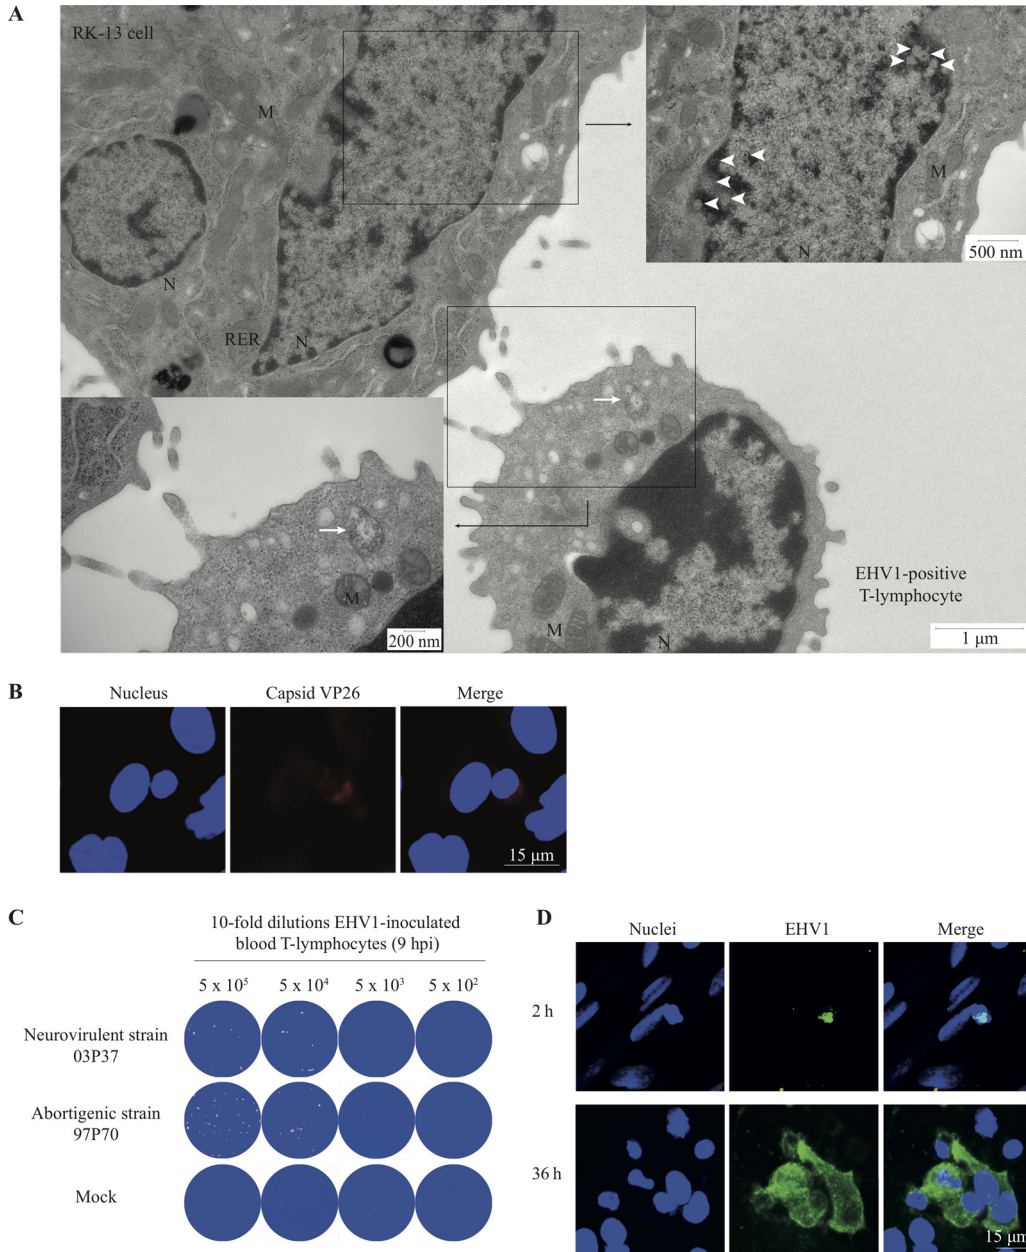 A
RK-13 cell
M
N
RER
N
M
N
500 nm
M
200 nm
M
N
EHV1-positive
T-lymphocyte
1 μm
B
Nucleus
Capsid VP26
Merge
15 μm
C
10-fold dilutions EHV1-inoculated
blood T-lymphocytes (9 hpi)
5 x 10⁵
5 x 10⁴
5 x 10³
5 x 10²
Neurovirulent strain
03P37
Abortigenic strain
97P70
Mock
D
Nuclei
EHV1
Merge
2 h
36 h
15 μm